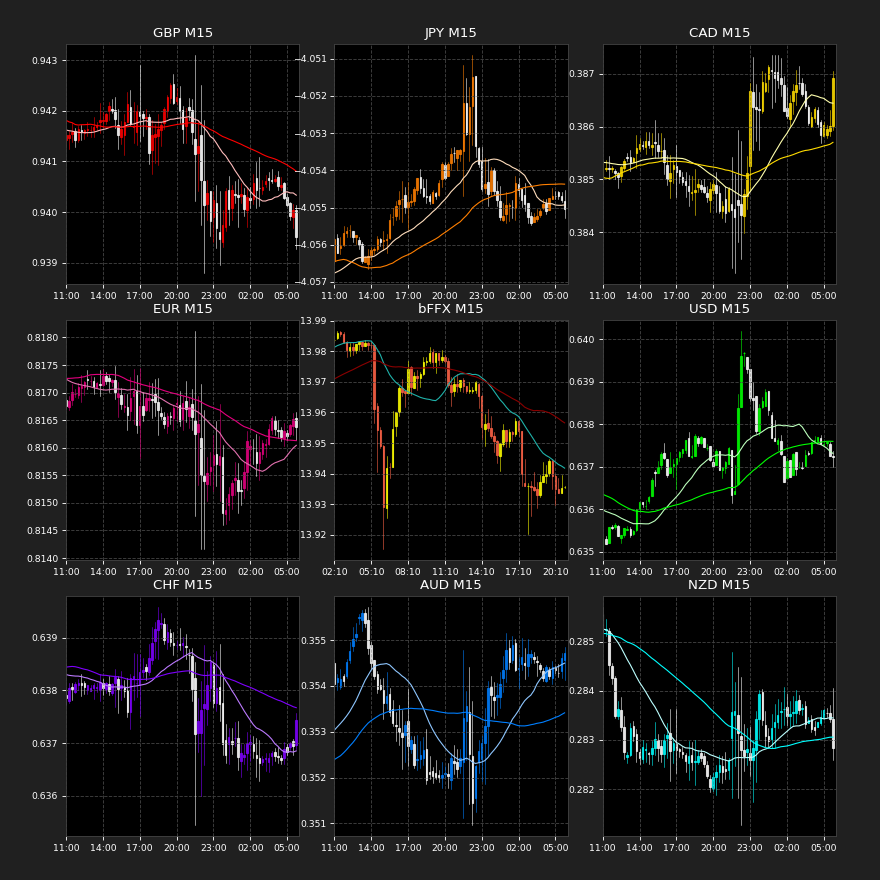 GBP M15
JPY M15
CAD M15
0.943
0.942
0.941
0.940
0.939
11:00 14:00 17:00 20:00 23:00 02:00 05:00
−4.051
−4.052
−4.053
−4.054
−4.055
−4.056
−4.057
11:00 14:00 17:00 20:00 23:00 02:00 05:00
0.387
0.386
0.385
0.384
11:00 14:00 17:00 20:00 23:00 02:00 05:00
EUR M15
bFFX M15
USD M15
0.8180
0.8175
0.8170
0.8165
0.8160
0.8155
0.8150
0.8145
0.8140
11:00 14:00 17:00 20:00 23:00 02:00 05:00
13.99
13.98
13.97
13.96
13.95
13.94
13.93
13.92
02:10 05:10 08:10 11:10 14:10 17:10 20:10
0.640
0.639
0.638
0.637
0.636
0.635
11:00 14:00 17:00 20:00 23:00 02:00 05:00
CHF M15
AUD M15
NZD M15
0.639
0.638
0.637
0.636
11:00 14:00 17:00 20:00 23:00 02:00 05:00
0.355
0.354
0.353
0.352
0.351
11:00 14:00 17:00 20:00 23:00 02:00 05:00
0.285
0.284
0.283
0.282
11:00 14:00 17:00 20:00 23:00 02:00 05:00